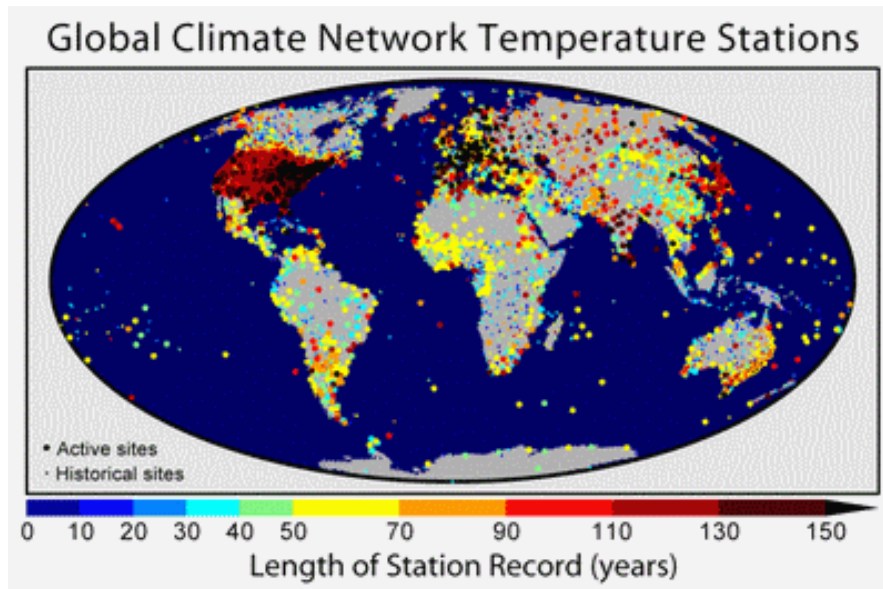 Global Climate Network Temperature Stations
• Active sites
· Historical sites
0 10 20 30 40 50 70 90 110 130 150
Length of Station Record (years)